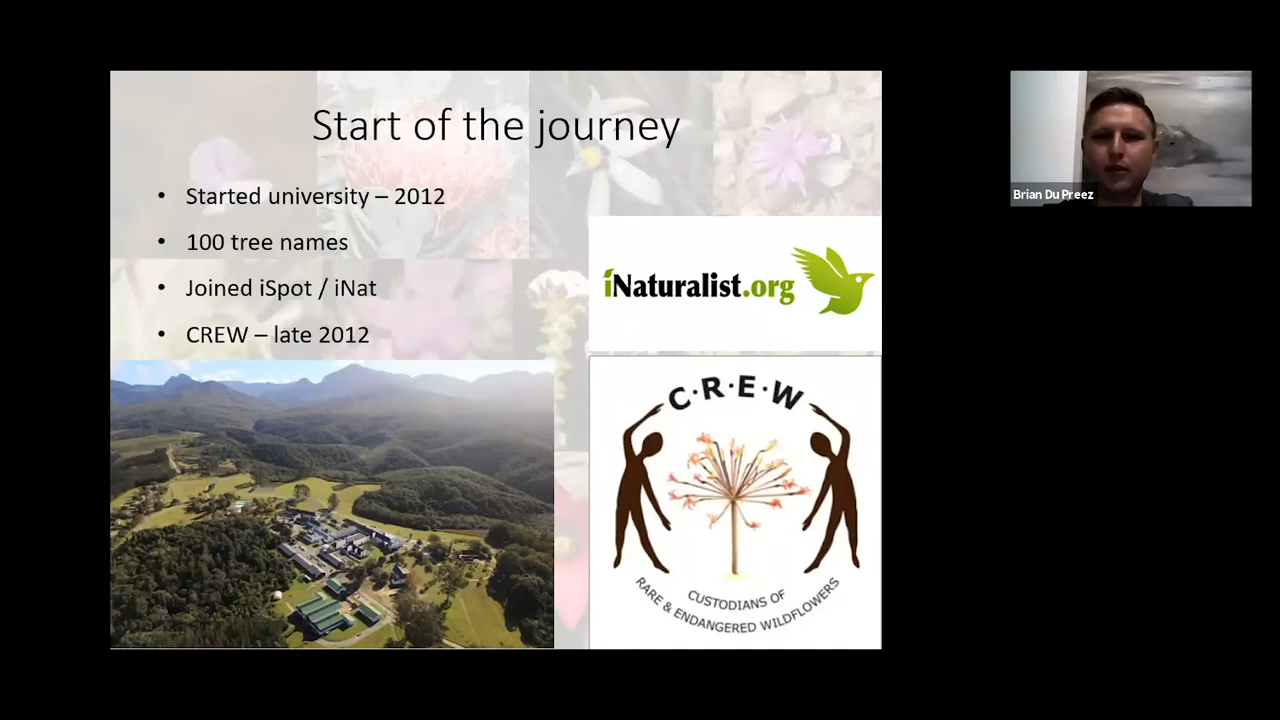 Start of the journey
• Started university – 2012
• 100 tree names
• Joined iSpot / iNat
• CREW – late 2012
iNaturalist.org
C·R·E·W
CUSTODIANS OF
RARE & ENDANGERED WILDFLOWERS
Brian Du Preez